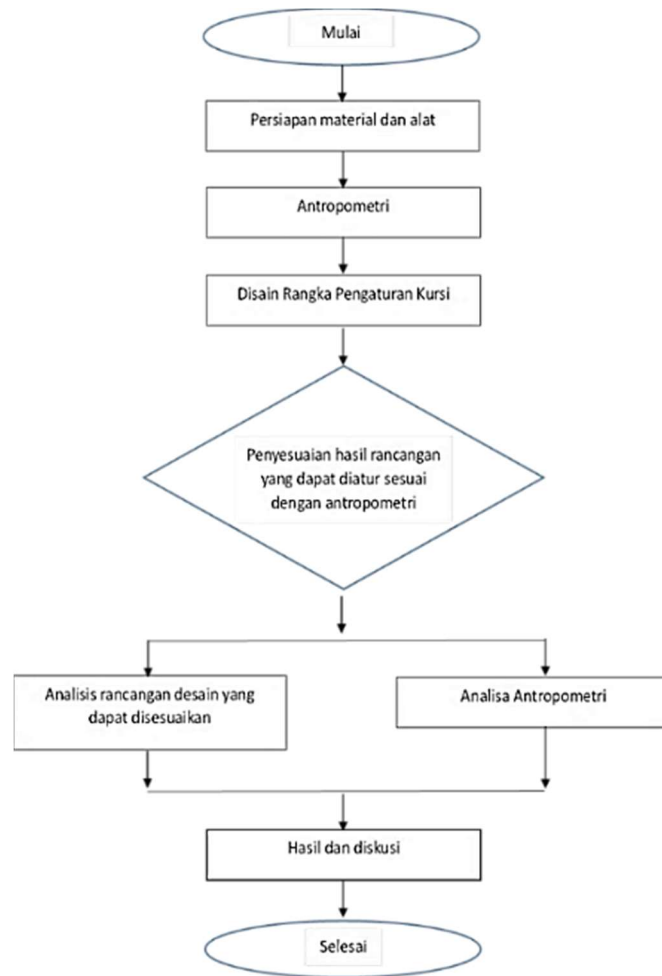 Mulai
Persiapan material dan alat
Antropometri
Disain Rangka Pengaturan Kursi
Penyesuaian hasil rancangan
yang dapat diatur sesuai
dengan antropometri
Analisis rancangan desain yang
dapat disesuaikan
Analisa Antropometri
Hasil dan diskusi
Selesai